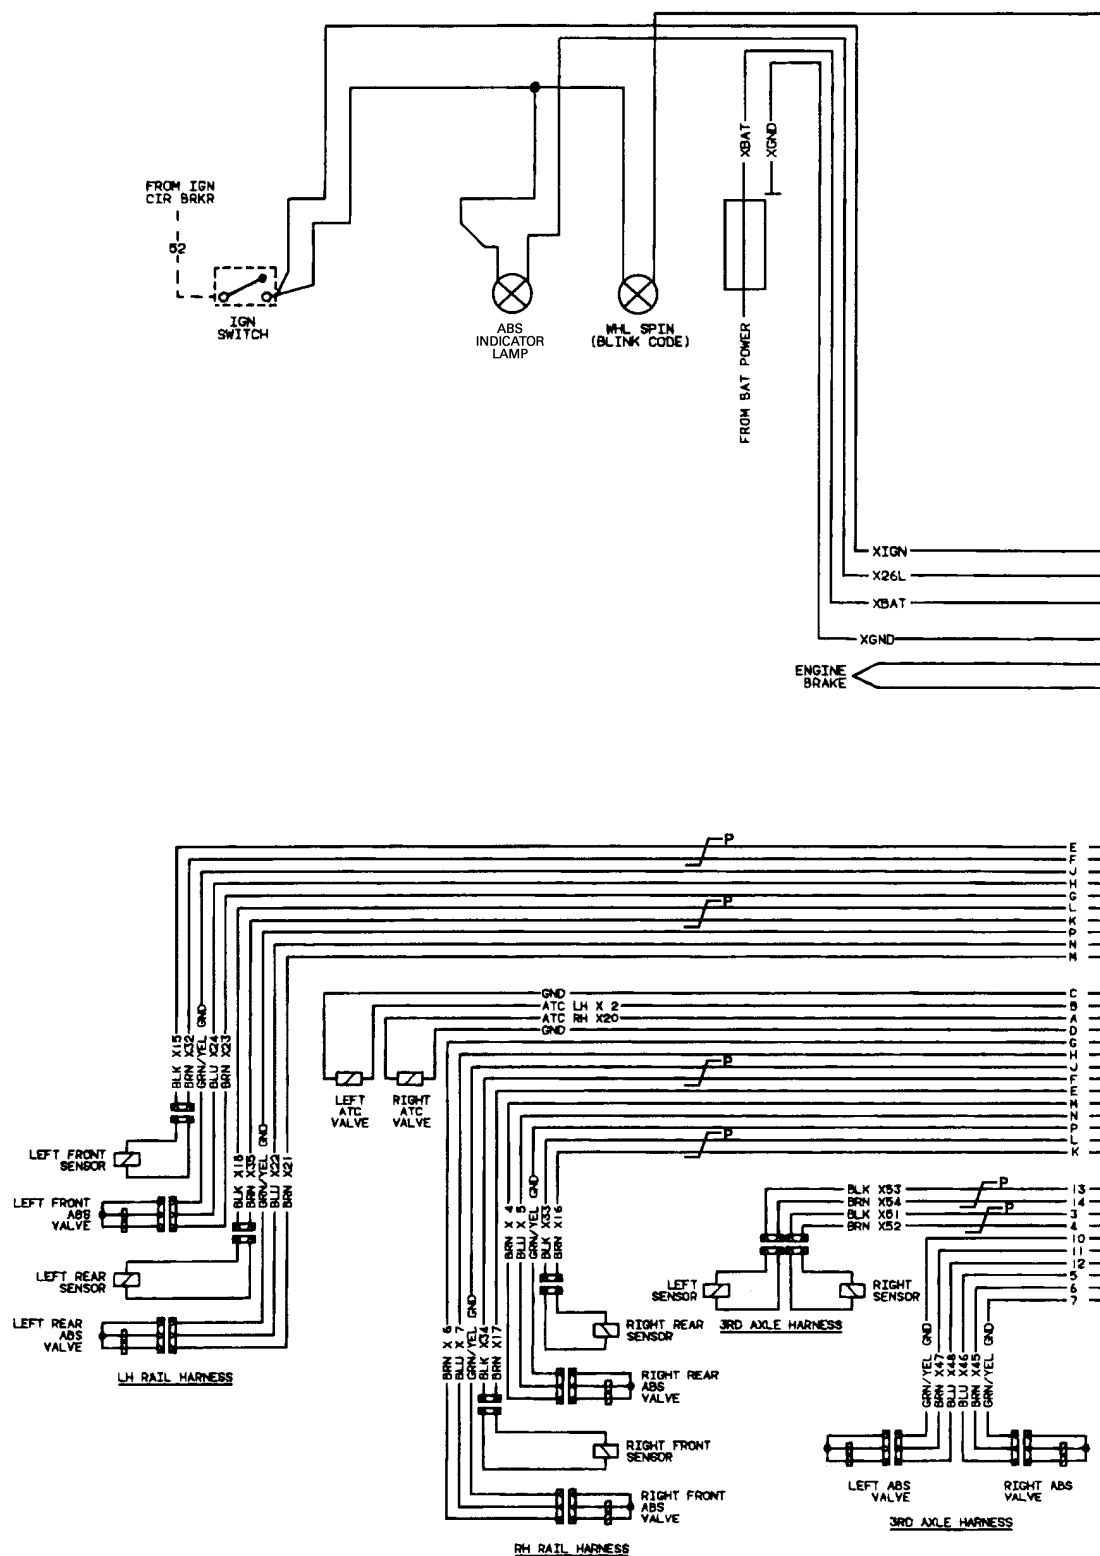 XBAT
XGND
FROM IGN
CIR BRKR
52
IGN
SWITCH
ABS
INDICATOR
LAMP
WHL SPIN
(BLINK CODE)
FROM BAT POWER
XIGN
X26L
XBAT
XGND
ENGINE
BRAKE
P
E
F
J
H
G
P
L
K
P
N
M
GND
C
ATC LH X 2
B
ATC RH X20
A
GND
D
G
H
P
J
F
E
M
N
P
P
L
K
BLK X15
BRN X32
GRN/YEL GND
BLU X24
BRN X23
BLK X18
BRN X35
GRN/YEL GND
BLU X22
BRN X21
LEFT
ATC
VALVE
RIGHT
ATC
VALVE
LEFT FRONT
SENSOR
LEFT FRONT
ABS
VALVE
LEFT REAR
SENSOR
LEFT REAR
ABS
VALVE
LH RAIL HARNESS
BRN X 6
BLU X 7
GRN/YEL GND
BLK X34
BRN X17
BRN X 4
BLU X 5
GRN/YEL GND
BLK X33
BRN X16
RIGHT REAR
SENSOR
RIGHT REAR
ABS
VALVE
RIGHT FRONT
SENSOR
RIGHT FRONT
ABS
VALVE
RH RAIL HARNESS
BLK X53
P
13
BRN X54
14
BLK X51
P
3
BRN X52
4
10
11
12
5
6
7
LEFT
SENSOR
RIGHT
SENSOR
3RD AXLE HARNESS
GRN/YEL GND
BRN X47
BLU X48
BLU X46
BRN X45
GRN/YEL GND
LEFT ABS
VALVE
RIGHT ABS
VALVE
3RD AXLE HARNESS